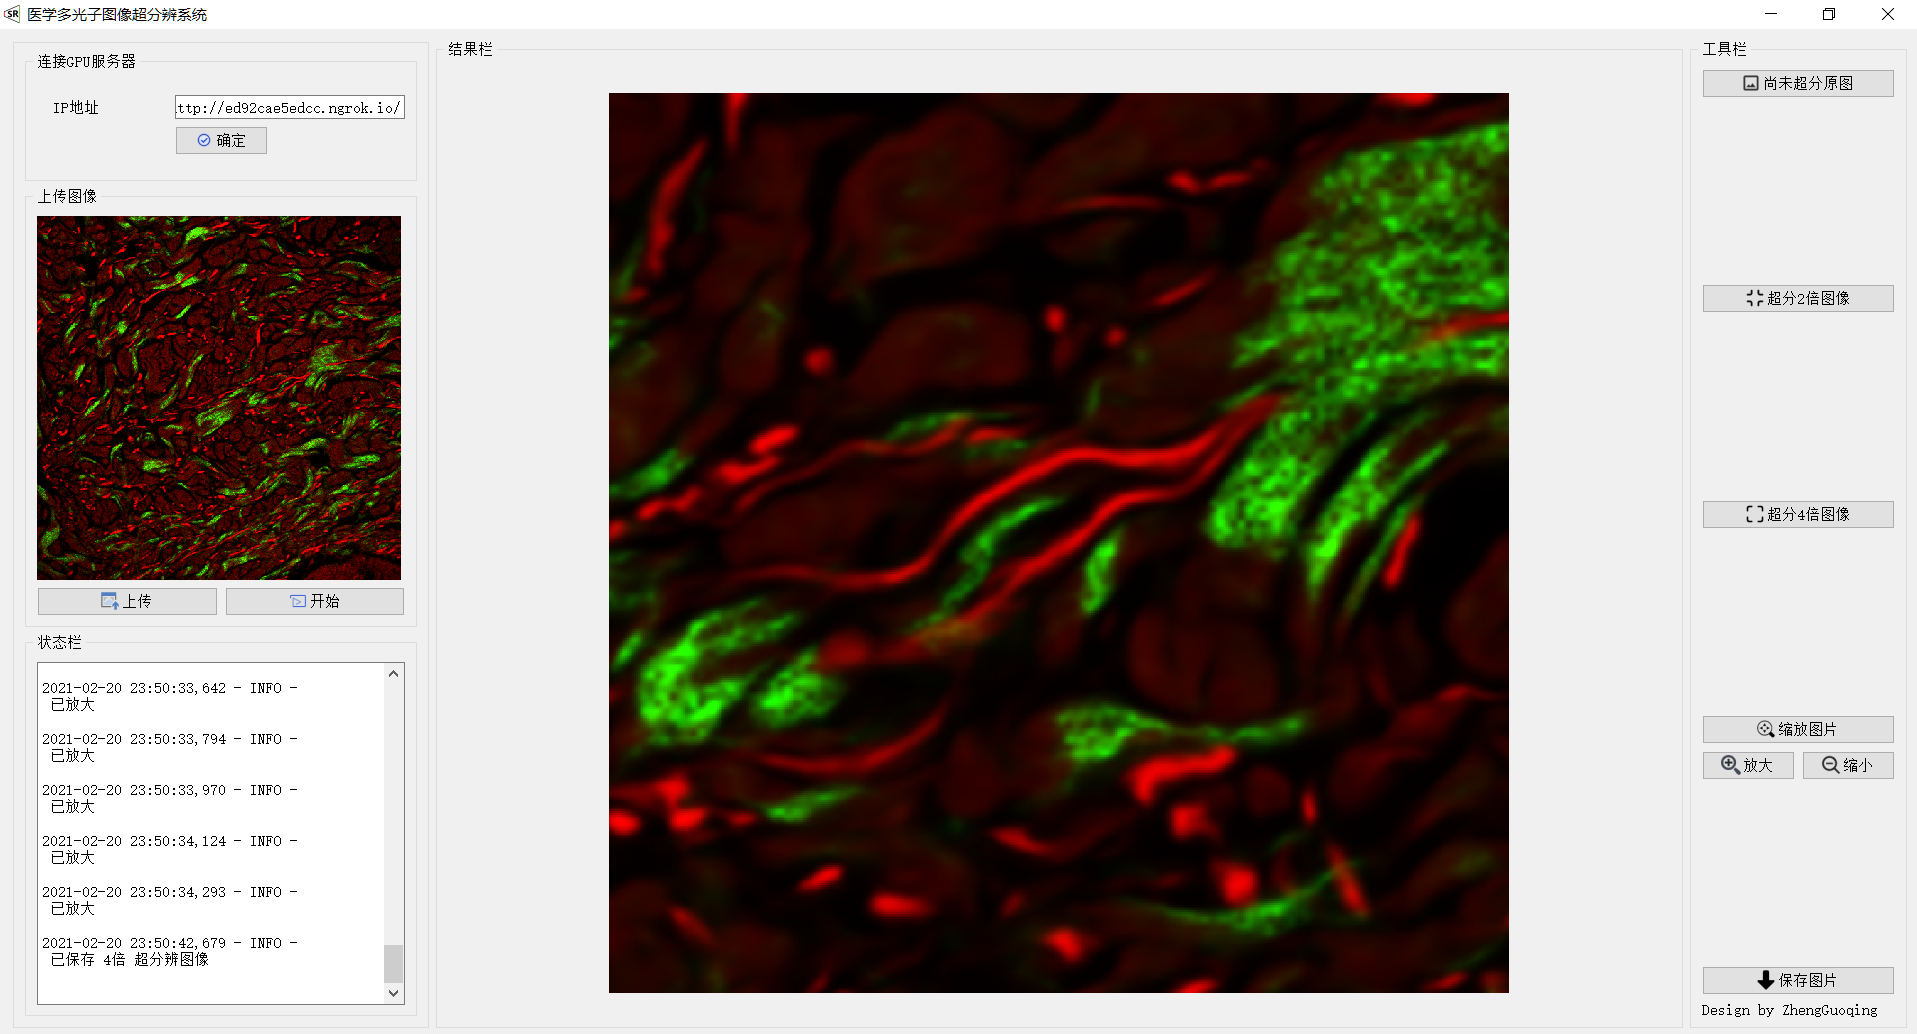 SR 医学多光子图像超分辨系统
连接GPU服务器
IP地址
ttp://ed92cae5edcc.ngrok.io/
确定
上传图像
上传
开始
状态栏
2021-02-20 23:50:33,642 - INFO -
已放大
2021-02-20 23:50:33,794 - INFO -
已放大
2021-02-20 23:50:33,970 - INFO -
已放大
2021-02-20 23:50:34,124 - INFO -
已放大
2021-02-20 23:50:34,293 - INFO -
已放大
2021-02-20 23:50:42,679 - INFO -
已保存 4倍 超分辨图像
结果栏
工具栏
尚未超分原图
超分2倍图像
超分4倍图像
缩放图片
放大
缩小
保存图片
Design by ZhengGuoqing